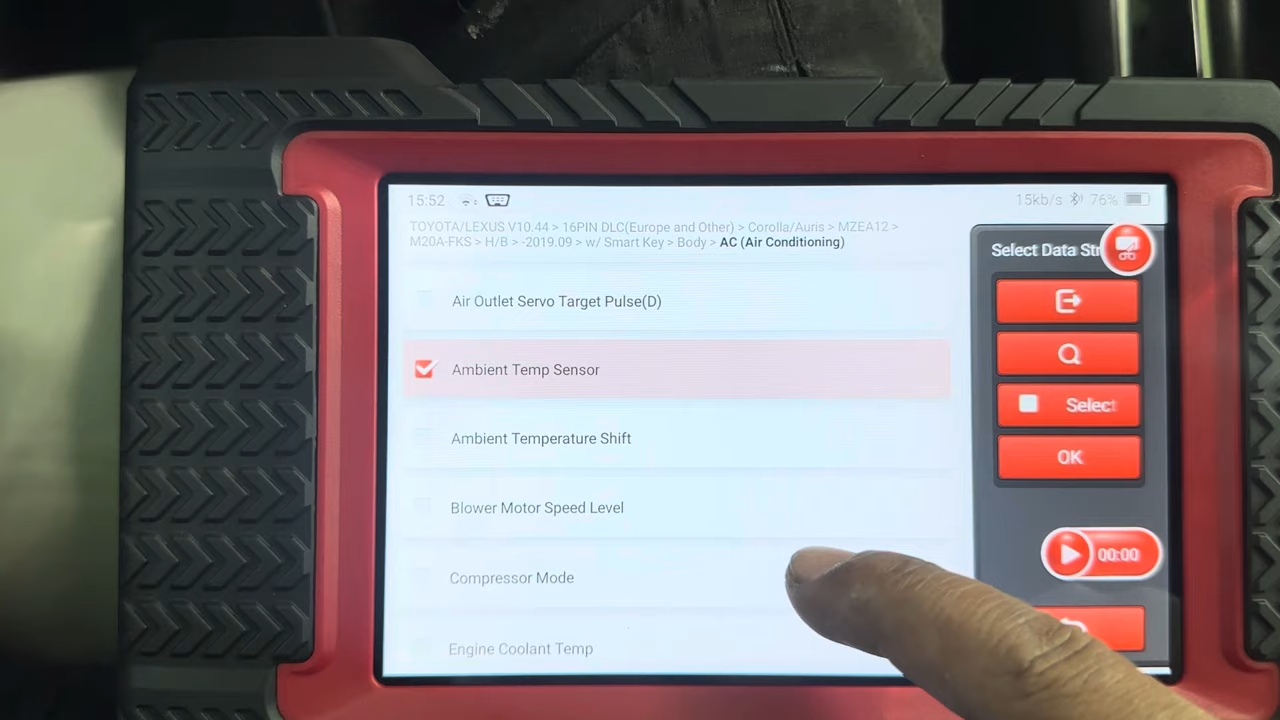 15:52
15kb/s 76%
TOYOTA/LEXUS V10.44 > 16PIN DLC(Europe and Other) > Corolla/Auris > MZEA12 >
M20A-FKS > H/B > -2019.09 > w/ Smart Key > Body > AC (Air Conditioning)
Select Data Str
Air Outlet Servo Target Pulse(D)
Ambient Temp Sensor
Select
Ambient Temperature Shift
OK
Blower Motor Speed Level
00:00
Compressor Mode
Engine Coolant Temp